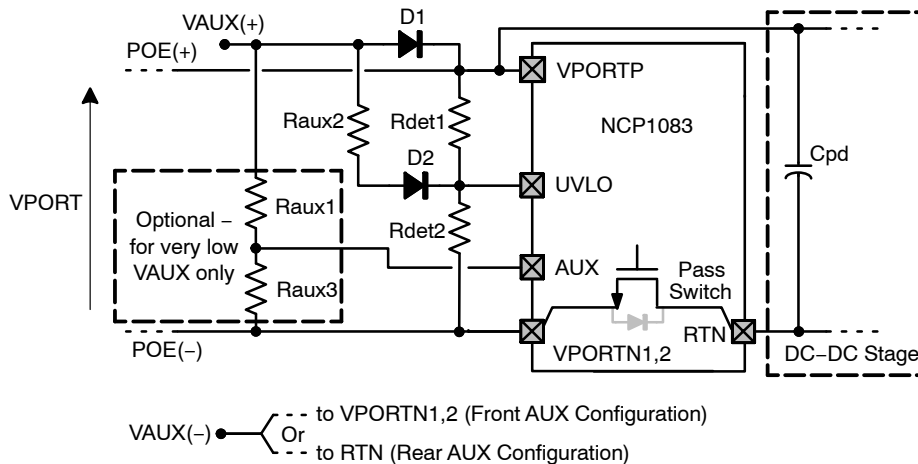 VAUX(+)
D1
POE(+)
VPORTP
Raux2
Rdet1
NCP1083
Cpd
D2
VPORT
UVLO
Raux1
Optional –
for very low
VAUX only
Rdet2
AUX
Pass
Switch
Raux3
RTN
POE(–)
VPORTN1,2
DC–DC Stage
to VPORTN1,2 (Front AUX Configuration)
VAUX(–)
Or
to RTN (Rear AUX Configuration)